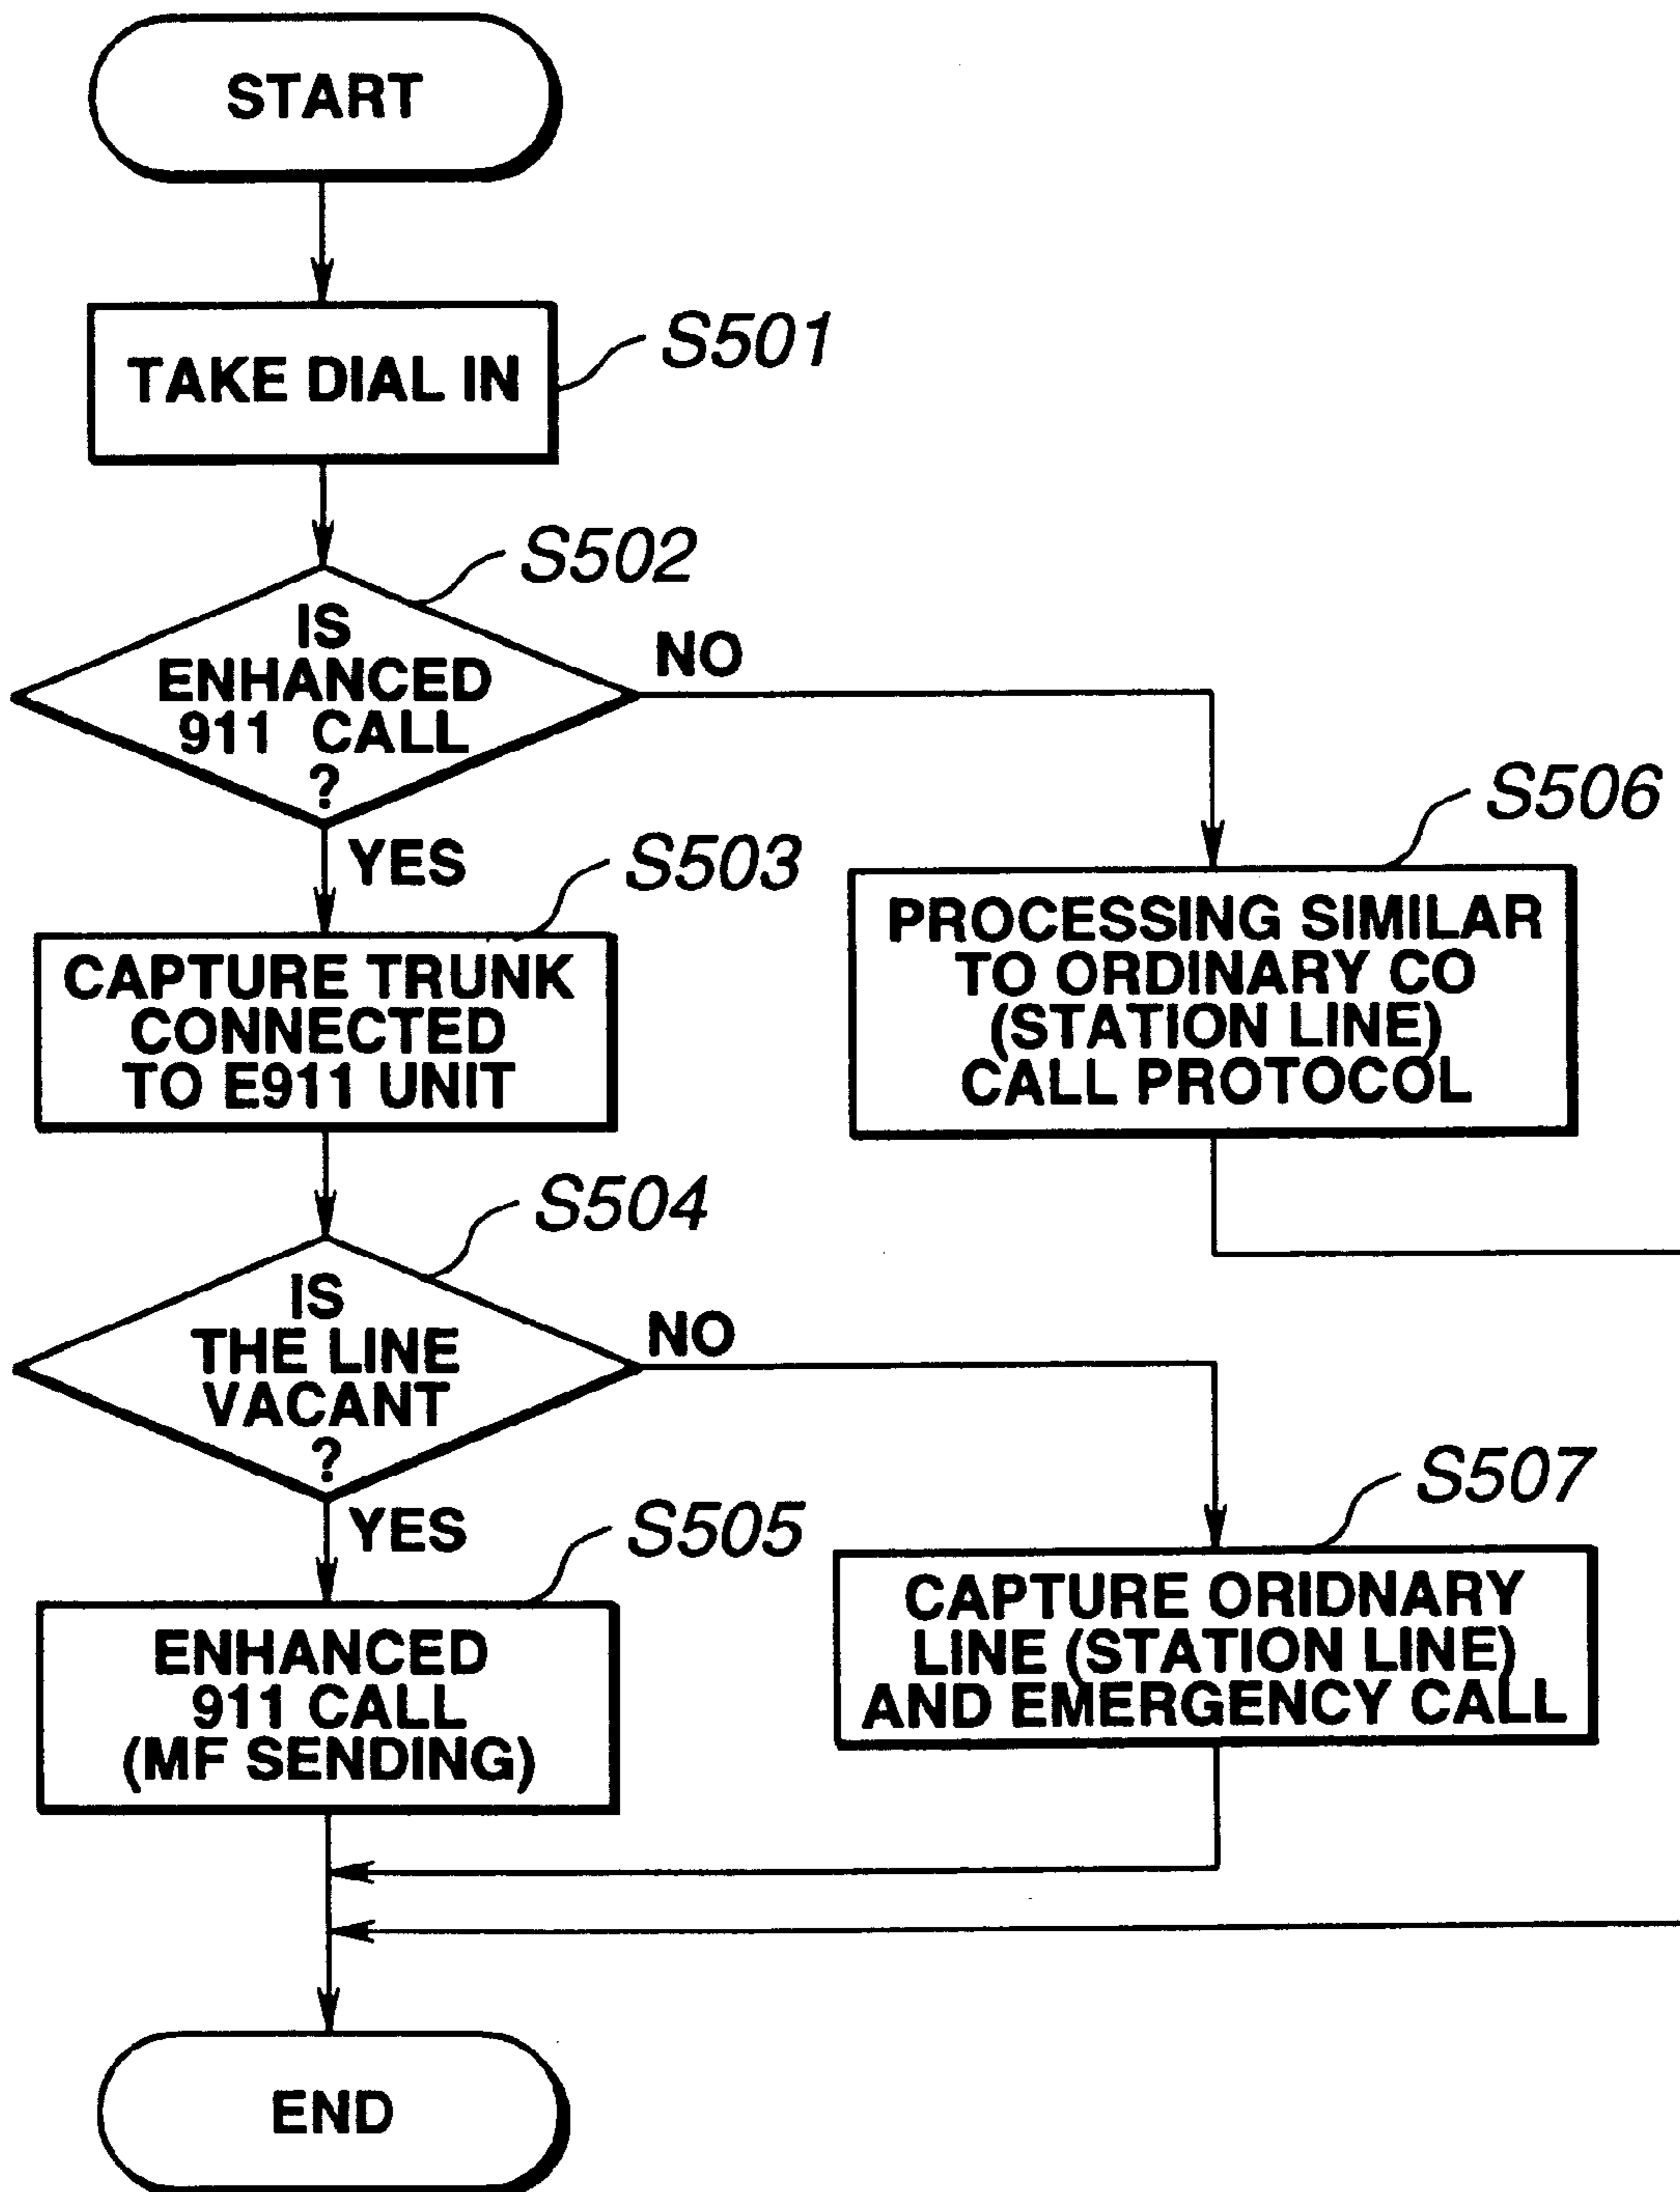 START
S501
TAKE DIAL IN
S502
IS
ENHANCED
911 CALL
?
NO
YES
S503
CAPTURE TRUNK
CONNECTED
TO E911 UNIT
S506
PROCESSING SIMILAR
TO ORDINARY CO
(STATION LINE)
CALL PROTOCOL
S504
IS
THE LINE
VACANT
?
NO
YES
S505
ENHANCED
911 CALL
(MF SENDING)
S507
CAPTURE ORIDNARY
LINE (STATION LINE)
AND EMERGENCY CALL
END